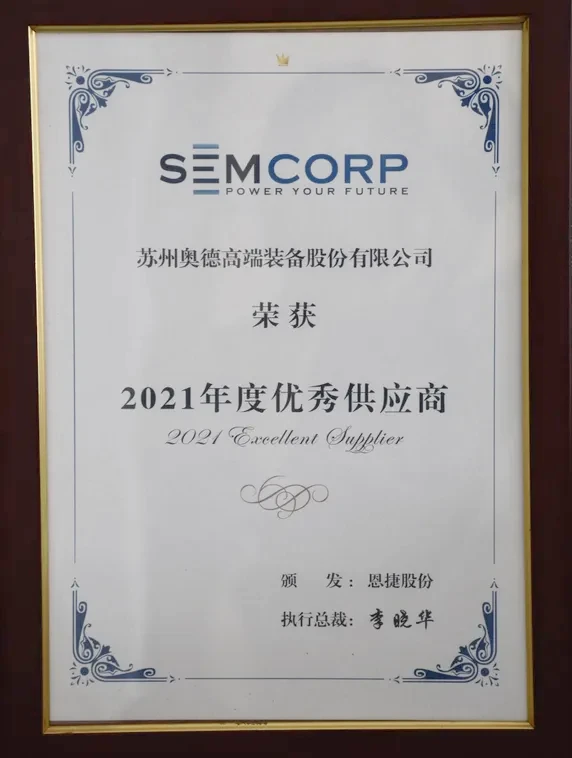 SEMCORP
POWER YOUR FUTURE
苏州奥德高端装备股份有限公司
荣获
2021年度优秀供应商
2021 Excellent Supplier
颁 发：恩捷股份
执行总裁：李晓华